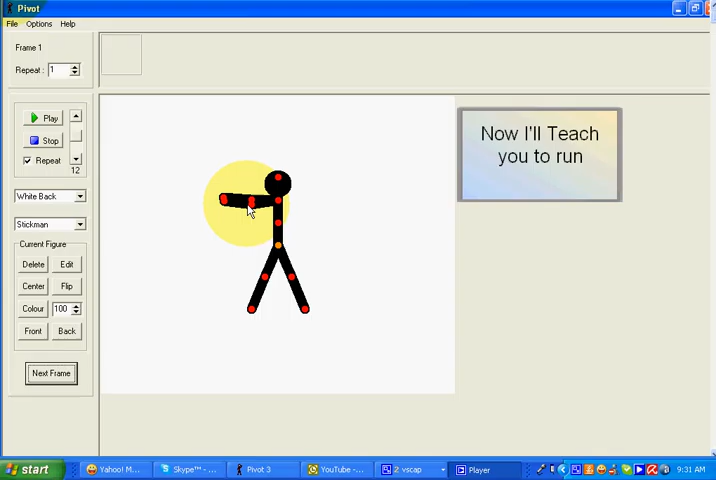 Pivot
File Options Help
Frame 1
Repeat : 1
Play
Stop
Repeat
12
White Back
Stickman
Current Figure
Delete Edit
Center Flip
Colour 100
Front Back
Next Frame
Now I'll Teach
you to run
start Yahoo! M... Skype™ - ... Pivot 3 YouTube - ... 2 vscap Player 9:31 AM